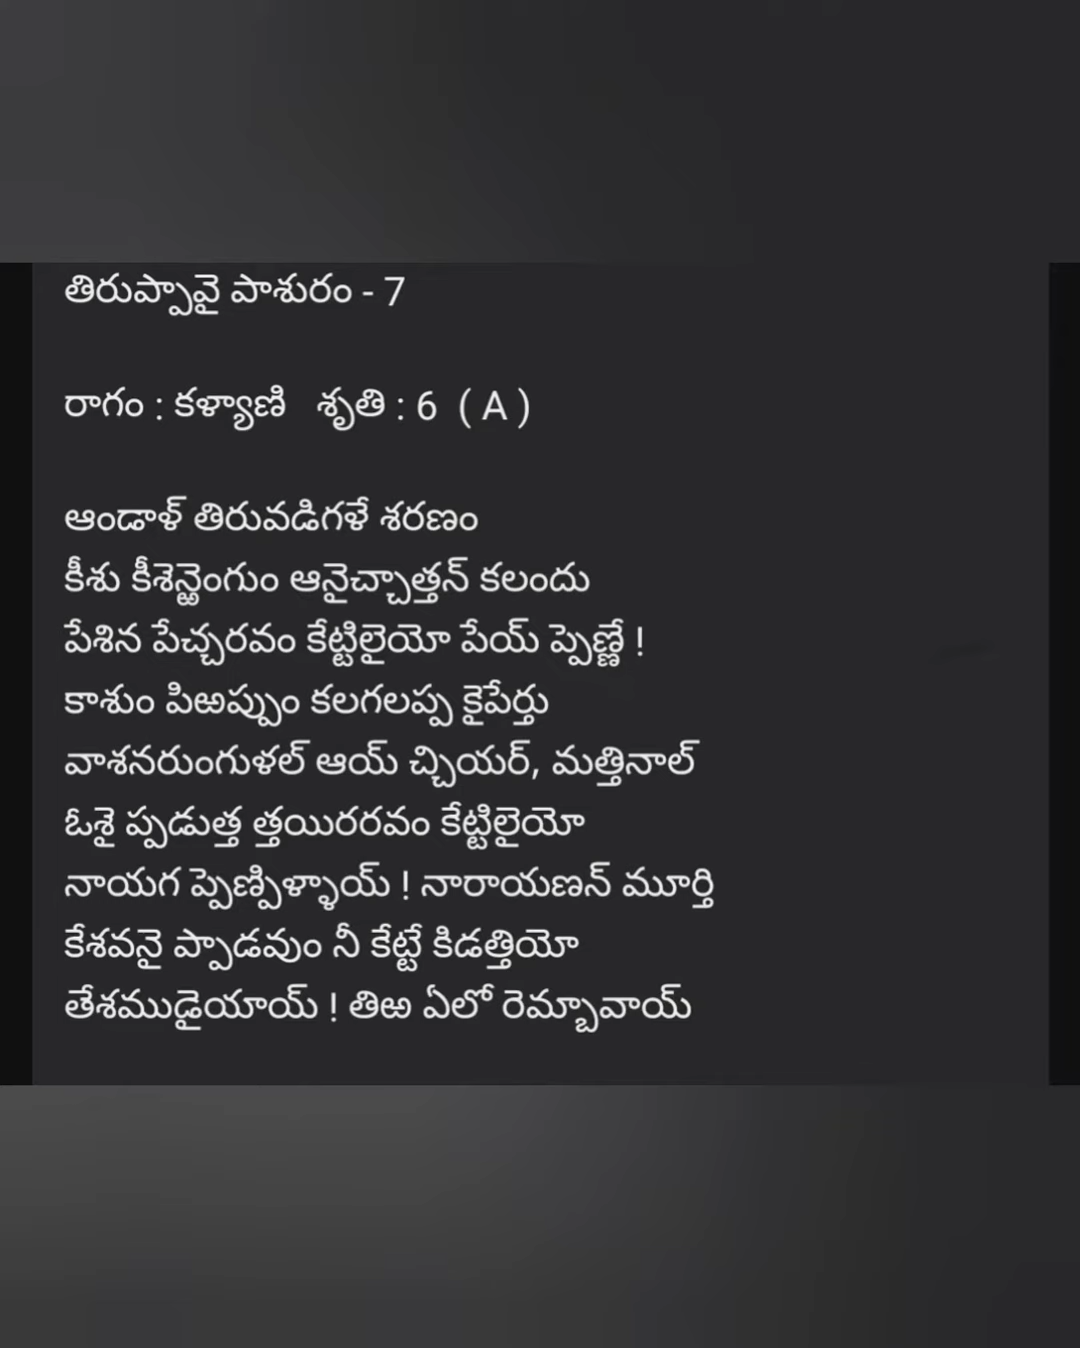 తిరుప్పావై పాశురం - 7
రాగం : కళ్యాణి శృతి : 6 ( A )
ఆండాళ్ తిరువడిగళే శరణం
కీశు కీశెన్ఱెంగుం ఆనైచ్చాత్తన్ కలందు
పేశిన పేచ్చరవం కేట్టిలైయో పేయ్ ప్పెణ్ణే !
కాశుం పిఱప్పుం కలగలప్ప కైపేర్తు
వాశనరుంగుళల్ ఆయ్ చ్చియర్, మత్తినాల్
ఓశై ప్పడుత్త త్తయిరరవం కేట్టిలైయో
నాయగ ప్పెణ్పిళ్ళాయ్ ! నారాయణన్ మూర్తి
కేశవనై ప్పాడవుం నీ కేట్టే కిడత్తియో
తేశముడైయాయ్ ! తిఱ ఏలో రెమ్బావాయ్